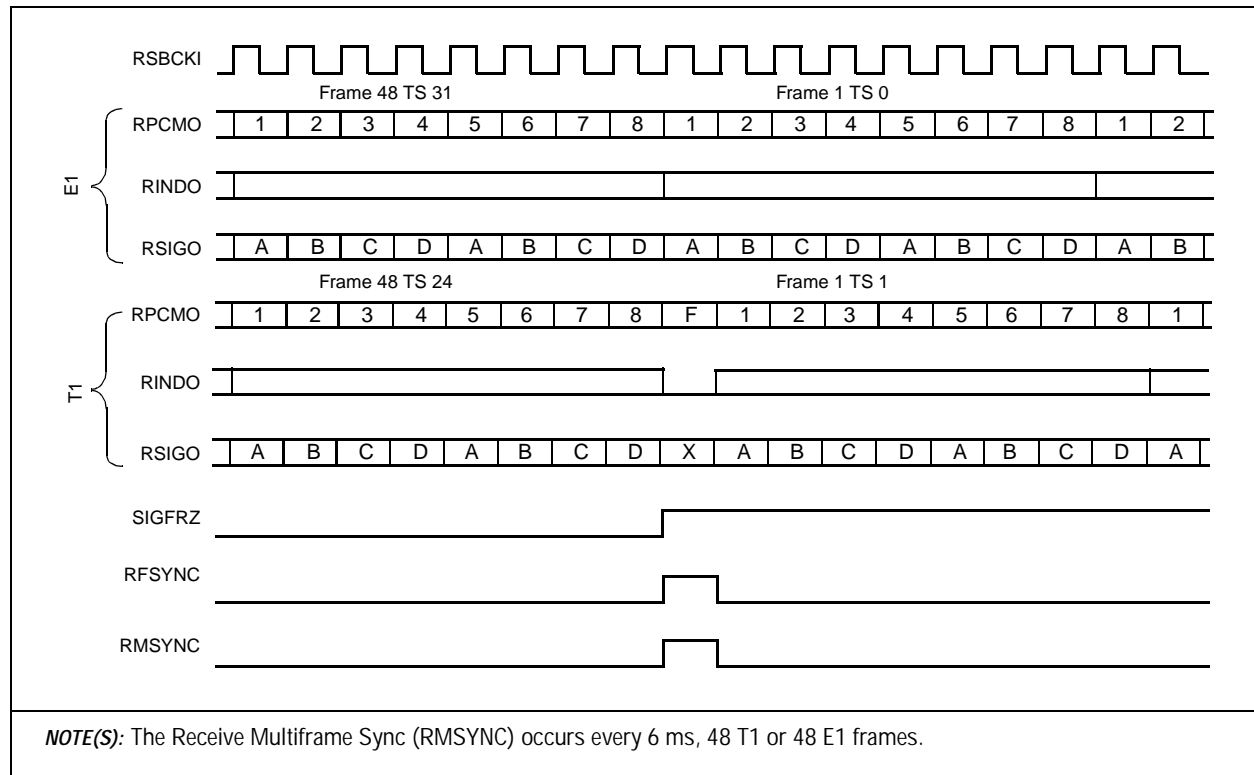 RSBCKI
Frame 48 TS 31 Frame 1 TS 0
E1
RPCMO 1 2 3 4 5 6 7 8 1 2 3 4 5 6 7 8 1 2
RINDO
RSIGO A B C D A B C D A B C D A B C D A B
Frame 48 TS 24 Frame 1 TS 1
T1
RPCMO 1 2 3 4 5 6 7 8 F 1 2 3 4 5 6 7 8 1
RINDO
RSIGO A B C D A B C D X A B C D A B C D A
SIGFRZ
RFSYNC
RMSYNC
NOTE(S): The Receive Multiframe Sync (RMSYNC) occurs every 6 ms, 48 T1 or 48 E1 frames.